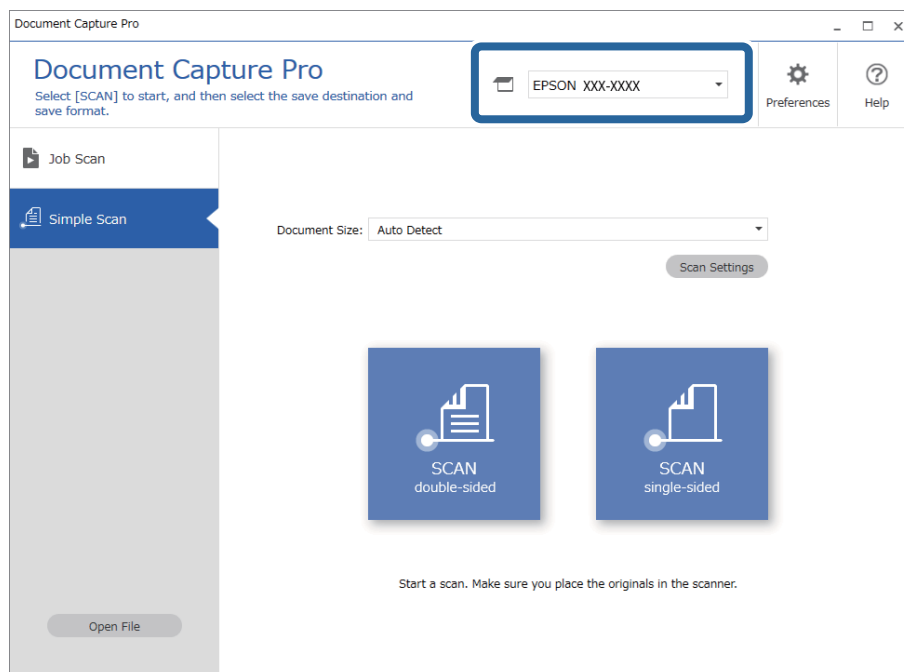 Document Capture Pro
Document Capture Pro
Select [SCAN] to start, and then select the save destination and
save format.
EPSON XXX-XXXX
Preferences
Help
Job Scan
Simple Scan
Document Size: Auto Detect
Scan Settings
SCAN
double-sided
SCAN
single-sided
Start a scan. Make sure you place the originals in the scanner.
Open File